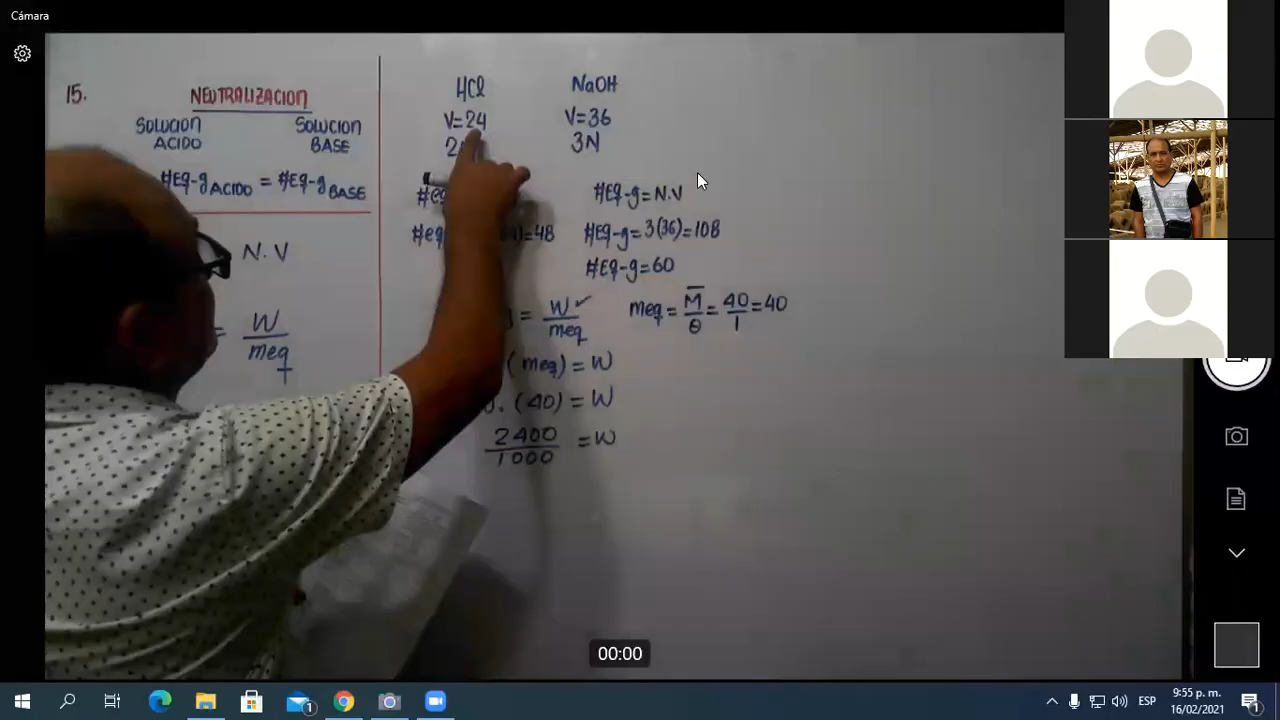 Cámara
15.
NEUTRALIZACION
SOLUCION ACIDO
SOLUCION BASE
#Eq-g ACIDO = #Eq-g BASE
N.V
= W/meq
HCl
V=24
NaOH
V=36
3N
#Eq-g=N.V
=48
#Eq-g=3(36)=108
#Eq-g=60
= W/meq ✓
meq = M̅/θ = 40/1 = 40
(meq) = W
(40) = W
2400/1000 = W
00:00
1
ESP
9:55 p. m.
16/02/2021
1